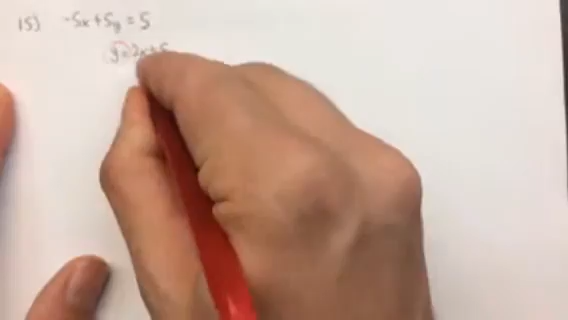 15) -5x + 5y = 5
y = 2x + 5